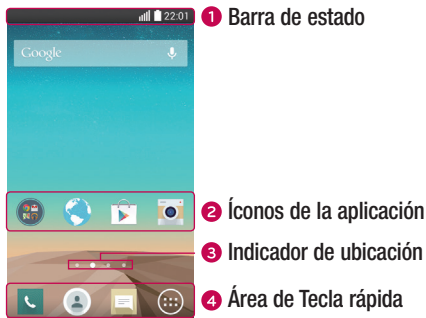 22:01
1 Barra de estado
Google
2 Íconos de la aplicación
3 Indicador de ubicación
4 Área de Tecla rápida